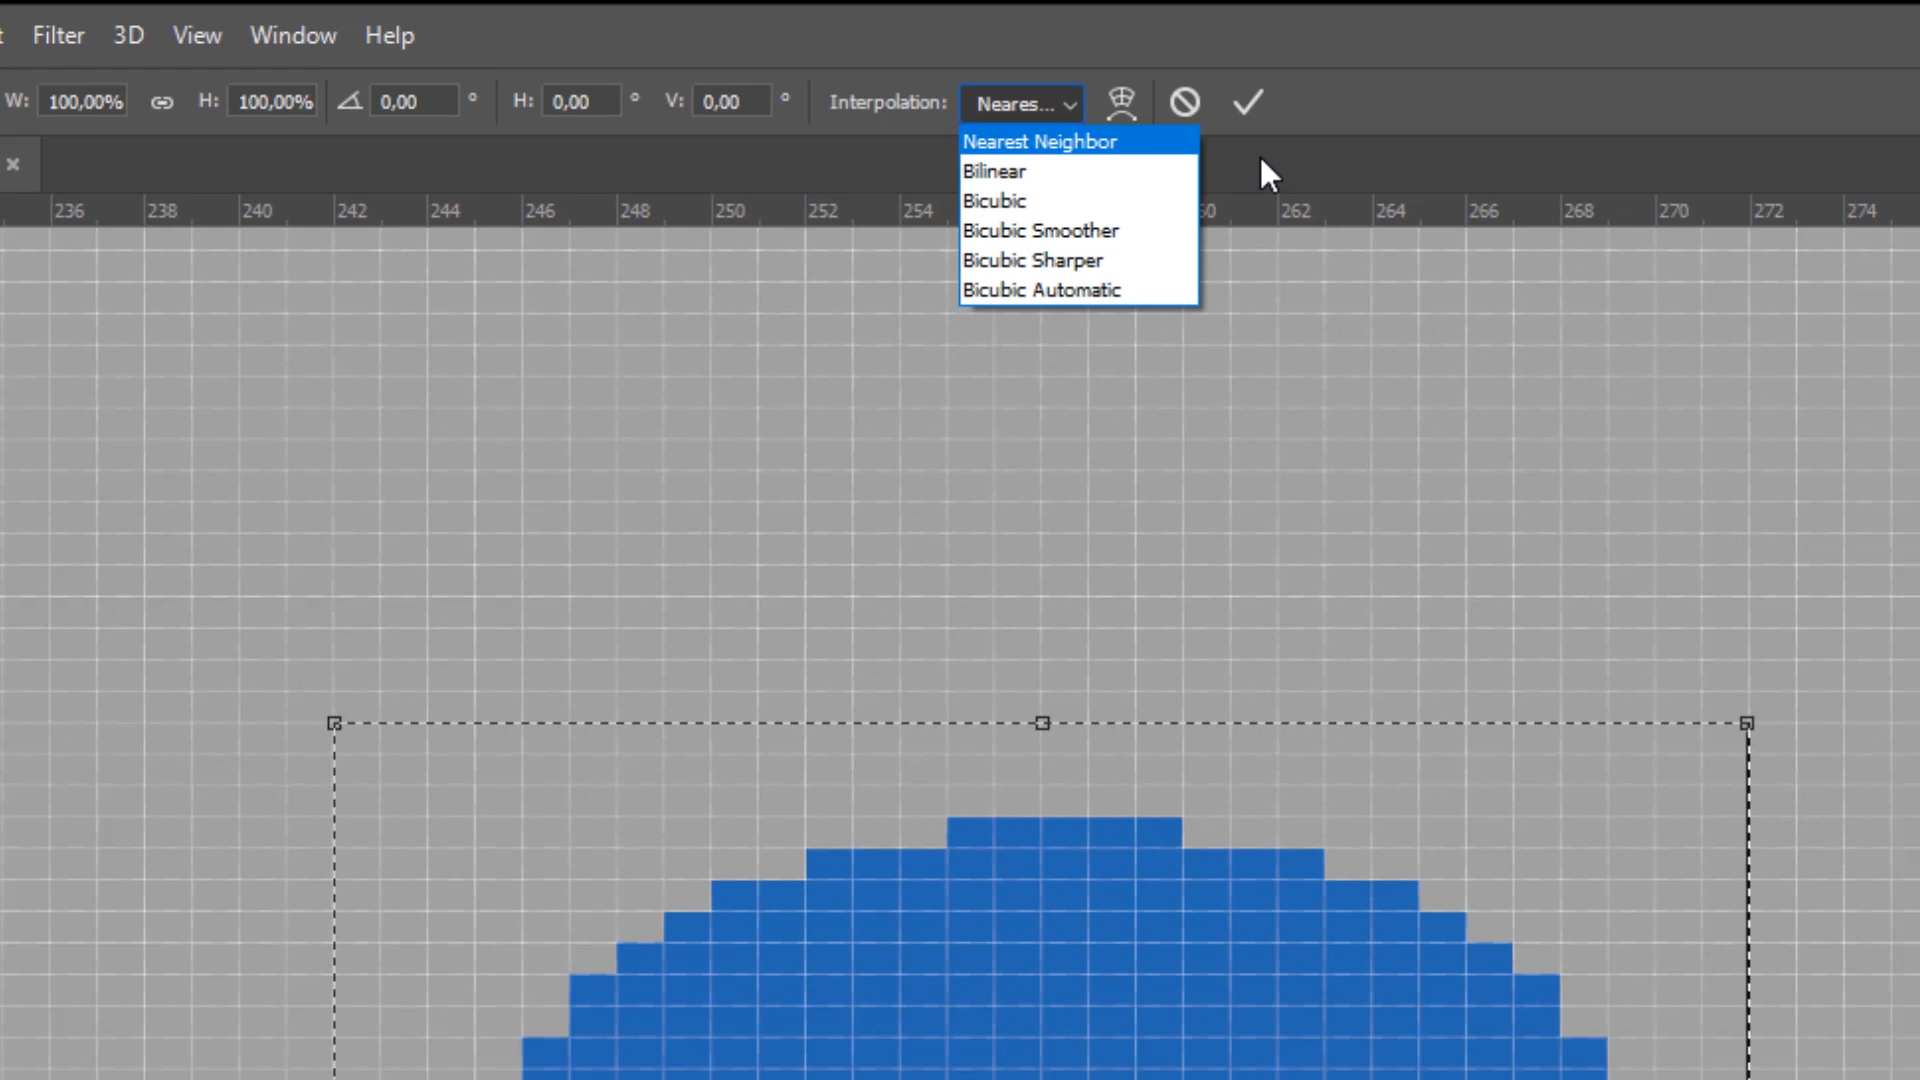 t Filter 3D View Window Help
W: 100,00% H: 100,00% 0,00 ° H: 0,00 ° V: 0,00 ° Interpolation: Neares...
Nearest Neighbor
Bilinear
236 238 240 242 244 246 248 250 252 254 60 262 264 266 268 270 272 274
Bicubic
Bicubic Smoother
Bicubic Sharper
Bicubic Automatic